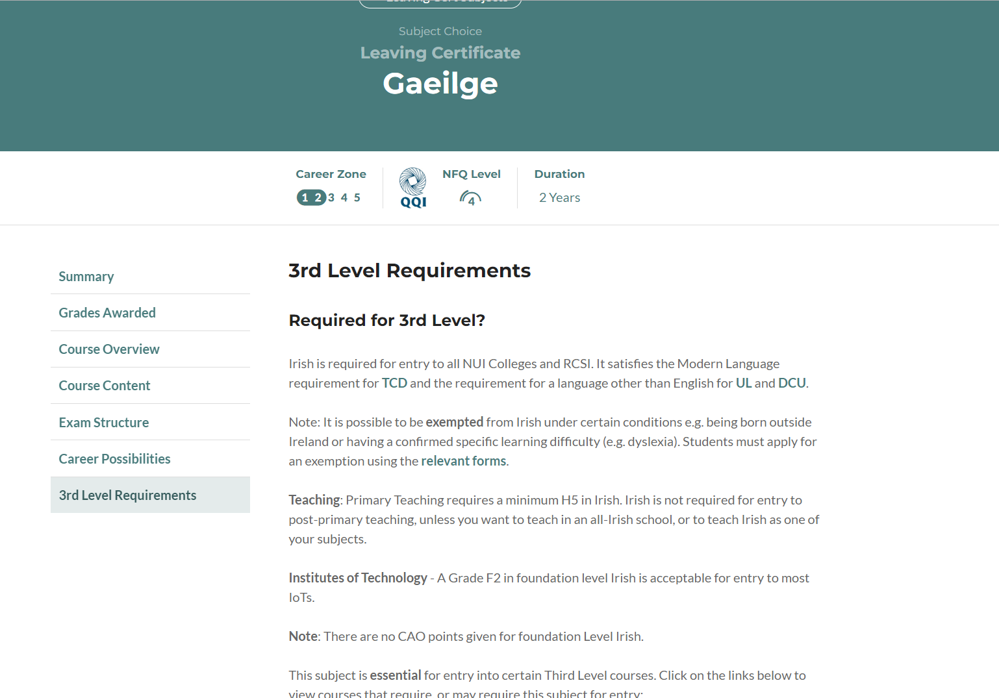 Leaving Cert Subjects
Subject Choice
Leaving Certificate
Gaeilge
Career Zone
1 2 3 4 5
QQI
NFQ Level
4
Duration
2 Years
Summary
Grades Awarded
Course Overview
Course Content
Exam Structure
Career Possibilities
3rd Level Requirements
3rd Level Requirements
Required for 3rd Level?
Irish is required for entry to all NUI Colleges and RCSI. It satisfies the Modern Language
requirement for TCD and the requirement for a language other than English for UL and DCU.
Note: It is possible to be exempted from Irish under certain conditions e.g. being born outside
Ireland or having a confirmed specific learning difficulty (e.g. dyslexia). Students must apply for
an exemption using the relevant forms.
Teaching: Primary Teaching requires a minimum H5 in Irish. Irish is not required for entry to
post-primary teaching, unless you want to teach in an all-Irish school, or to teach Irish as one of
your subjects.
Institutes of Technology - A Grade F2 in foundation level Irish is acceptable for entry to most
IoTs.
Note: There are no CAO points given for foundation Level Irish.
This subject is essential for entry into certain Third Level courses. Click on the links below to
view courses that require, or may require this subject for entry: